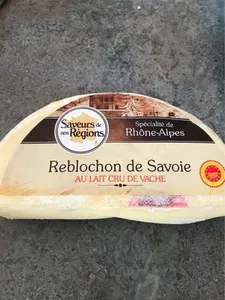 Saveurs de
nos Régions
Spécialité de
Rhône-Alpes
Reblochon de Savoie
AU LAIT CRU DE VACHE